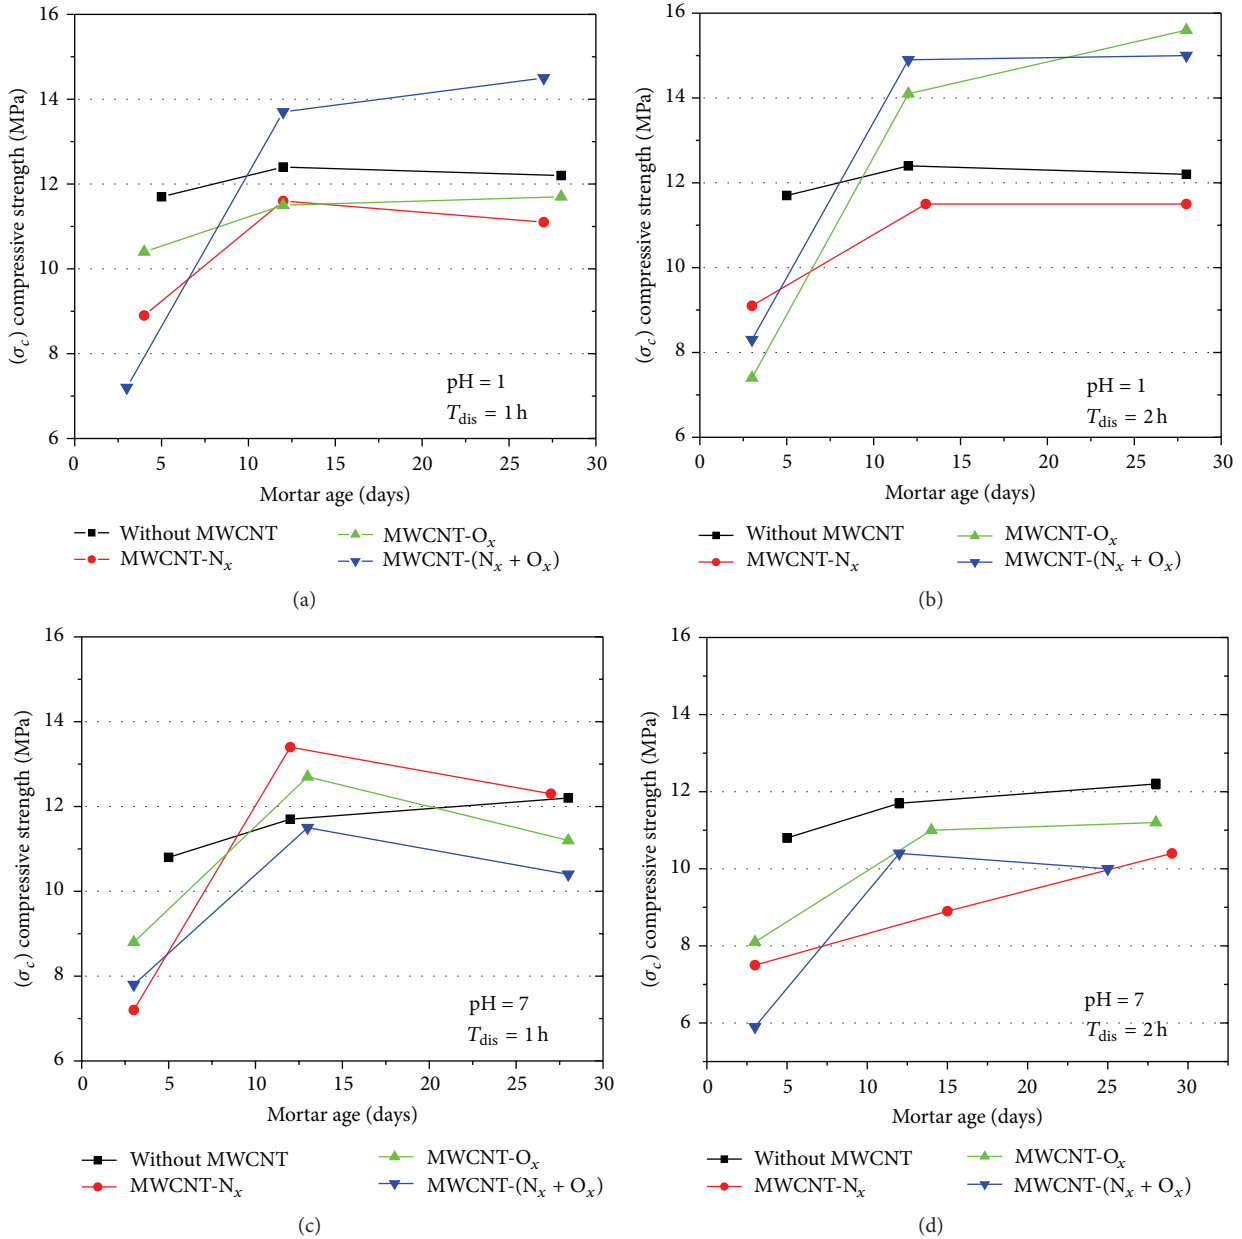 16
14
12
10
8
6
(σc) compressive strength (MPa)
pH = 1
Tdis = 1 h
0 5 10 15 20 25 30
Mortar age (days)
Without MWCNT
MWCNT-Nx
MWCNT-Ox
MWCNT-(Nx + Ox)
(a)
16
14
12
10
8
6
(σc) compressive strength (MPa)
pH = 1
Tdis = 2 h
0 5 10 15 20 25 30
Mortar age (days)
Without MWCNT
MWCNT-Nx
MWCNT-Ox
MWCNT-(Nx + Ox)
(b)
16
14
12
10
8
6
(σc) compressive strength (MPa)
pH = 7
Tdis = 1 h
0 5 10 15 20 25 30
Mortar age (days)
Without MWCNT
MWCNT-Nx
MWCNT-Ox
MWCNT-(Nx + Ox)
(c)
16
14
12
10
8
6
(σc) compressive strength (MPa)
pH = 7
Tdis = 2 h
0 5 10 15 20 25 30
Mortar age (days)
Without MWCNT
MWCNT-Nx
MWCNT-Ox
MWCNT-(Nx + Ox)
(d)